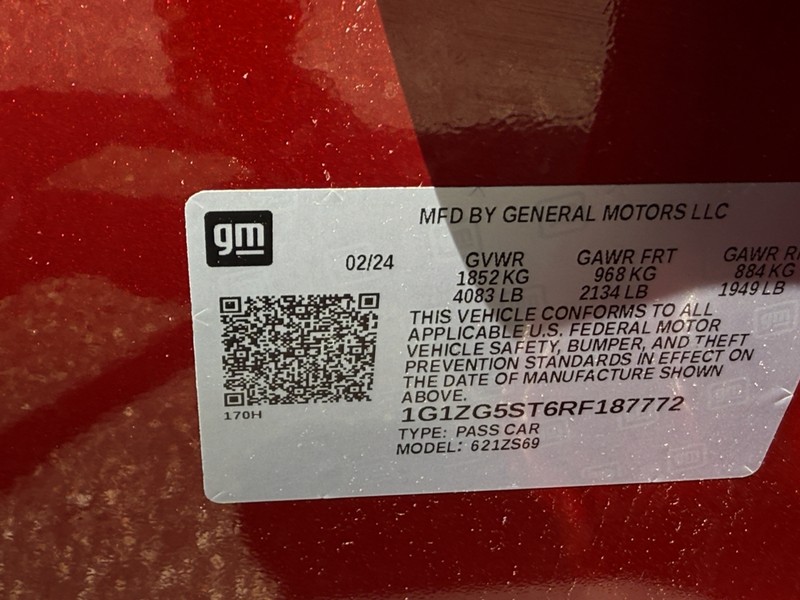 gm
MFD BY GENERAL MOTORS LLC
02/24 GVWR GAWR FRT GAWR
1852 KG 968 KG 884 KG
4083 LB 2134 LB 1949 LB
THIS VEHICLE CONFORMS TO ALL
APPLICABLE U.S. FEDERAL MOTOR
VEHICLE SAFETY, BUMPER, AND THEFT
PREVENTION STANDARDS IN EFFECT ON
THE DATE OF MANUFACTURE SHOWN
ABOVE.
170H
1G1ZG5ST6RF187772
TYPE: PASS CAR
MODEL: 621ZS69